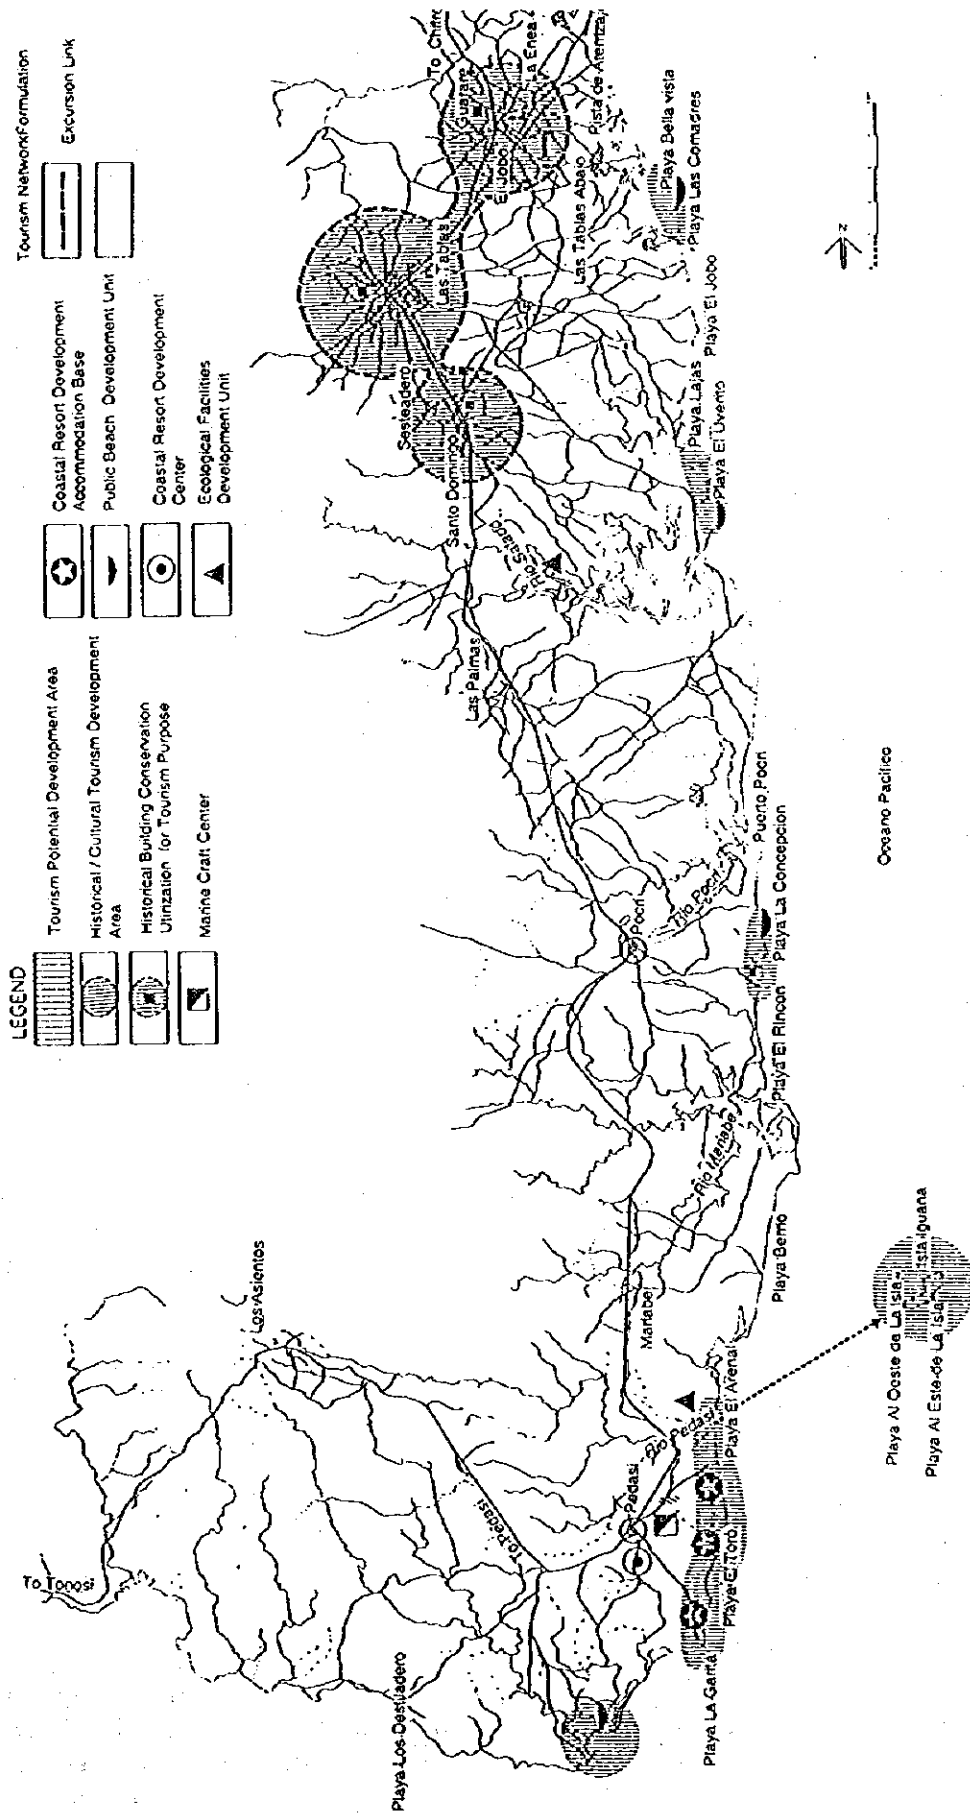 LEGEND
Tourism Potential Development Area
Historical / Cultural Tourism Development
Area
Historical Building Conservation
Utinzation for Tourism Purpose
Marine Craft Center
Coastal Resort Development
Accommodation Base
Public Beach Development Unit
Coastal Resort Development
Center
Ecological Facilities
Development Unit
Tourism NetworkFormulation
Excursion Link
To Tonosi
Los Asientos
To Pedasi
Playa Los Destiladero
Pedasi
Rio Pedasi
Playa La Garita
Playa El Toro
Playa El Arenal
Mariabe
Rio Mariabe
Playa Bemo
Playa El Rincon
Playa La Concepcion
Puerto Pocri
Pocri
Rio Pocri
Las Palmas
Santo Domingo
Sesteadero
Rio Salado
Las Tablas
El Jobo
Guarare
La Enea
Las Tablas Abajo
Playa Bella vista
Playa Las Comadres
Playa El Jobo
Playa Lajas
Playa El Uverito
Oceano Pacifico
Playa Al Oeste de La Isla
Isla Iguana
Playa Al Este de La Isla